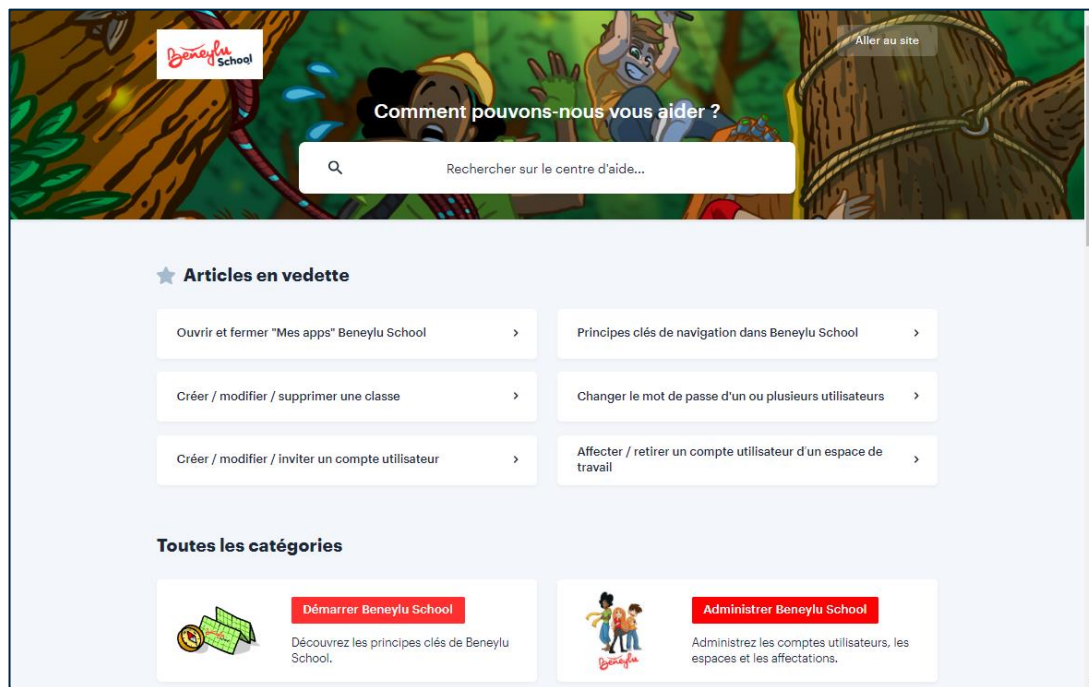 Beneylu
School
Aller au site
Comment pouvons-nous vous aider ?
Rechercher sur le centre d'aide...
Articles en vedette
Ouvrir et fermer "Mes apps" Beneylu School
Principes clés de navigation dans Beneylu School
Créer / modifier / supprimer une classe
Changer le mot de passe d'un ou plusieurs utilisateurs
Créer / modifier / inviter un compte utilisateur
Affecter / retirer un compte utilisateur d'un espace de
travail
Toutes les catégories
Démarrer Beneylu School
Découvrez les principes clés de Beneylu
School.
Beneylu
Administrer Beneylu School
Administrez les comptes utilisateurs, les
espaces et les affectations.